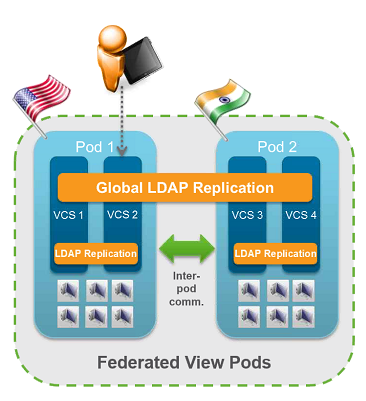 Pod 1
Pod 2
Global LDAP Replication
VCS 1
VCS 2
VCS 3
VCS 4
LDAP Replication
LDAP Replication
Inter-
pod
comm.
Federated View Pods